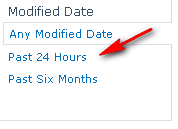 Modified Date
Any Modified Date
Past 24 Hours
Past Six Months